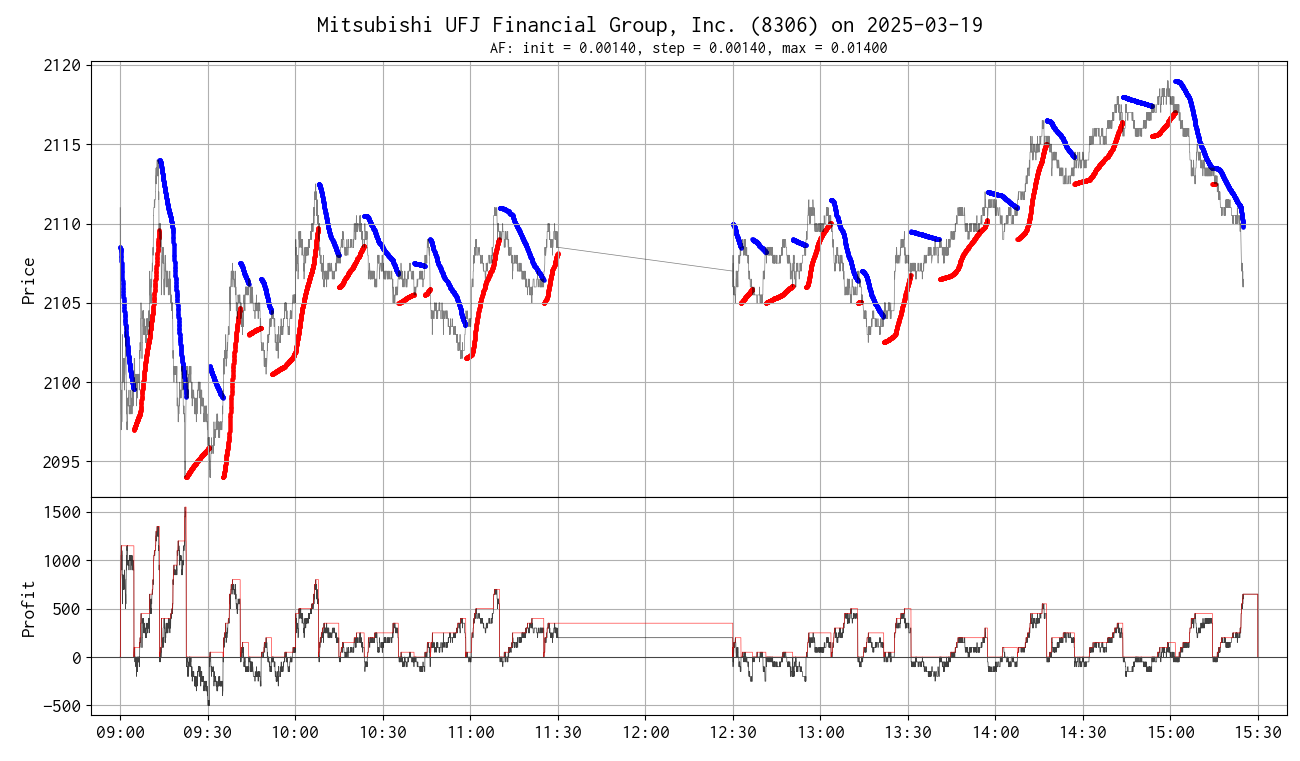 Mitsubishi UFJ Financial Group, Inc. (8306) on 2025-03-19
AF: init = 0.00140, step = 0.00140, max = 0.01400
Price
2120
2115
2110
2105
2100
2095
Profit
1500
1000
500
0
−500
09:00 09:30 10:00 10:30 11:00 11:30 12:00 12:30 13:00 13:30 14:00 14:30 15:00 15:30